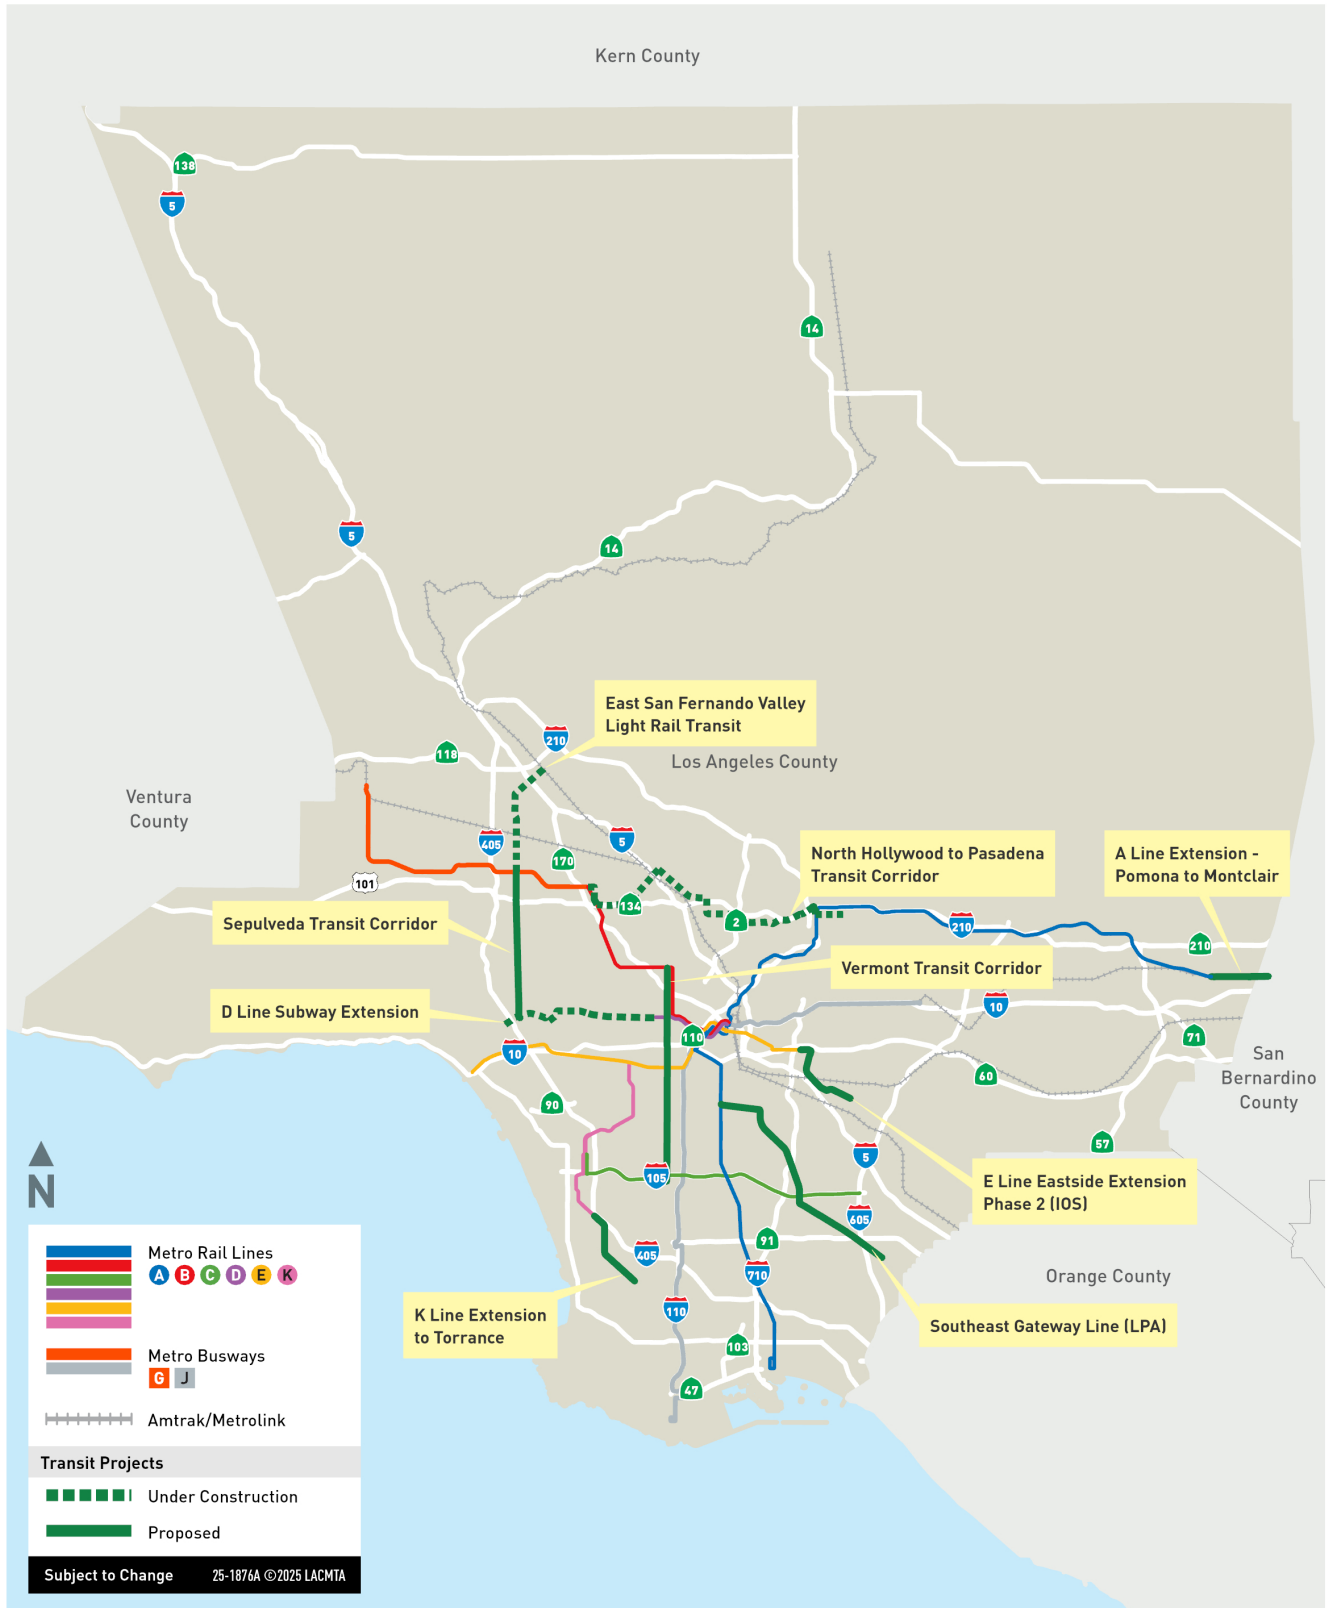 Kern County
138
5
14
5
14
East San Fernando Valley
Light Rail Transit
210
118
Los Angeles County
Ventura
County
405
5
170
101
North Hollywood to Pasadena
Transit Corridor
A Line Extension -
Pomona to Montclair
134
2
210
210
Sepulveda Transit Corridor
Vermont Transit Corridor
D Line Subway Extension
10
110
71
10
60
San
Bernardino
County
90
57
5
105
E Line Eastside Extension
Phase 2 (IOS)
605
91
405
710
Orange County
110
K Line Extension
to Torrance
Southeast Gateway Line (LPA)
103
47
N
Metro Rail Lines
A B C D E K
Metro Busways
G J
Amtrak/Metrolink
Transit Projects
Under Construction
Proposed
Subject to Change 25-1876A ©2025 LACMTA